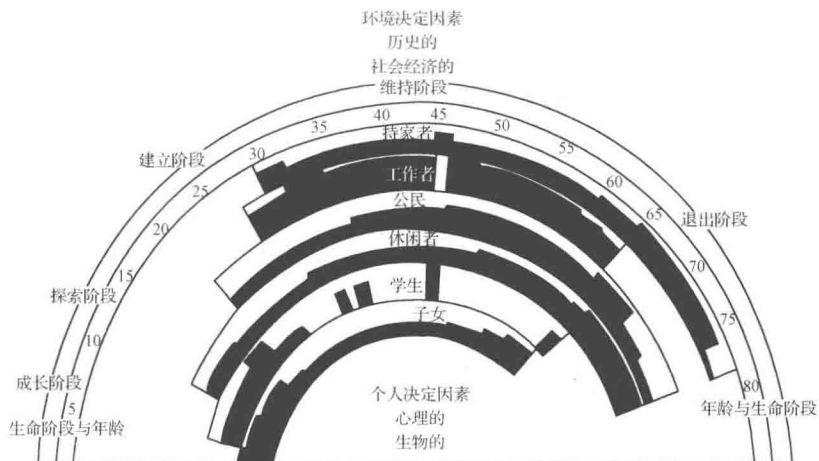 环境决定因素
历史的
社会经济的
维持阶段
40
45
35
50
持家者
建立阶段
30
55
25
工作者
60
公民
65
退出阶段
20
休闲者
70
15
学生
探索阶段
子女
75
10
成长阶段
5
个人决定因素
80
年龄与生命阶段
生命阶段与年龄
心理的
生物的